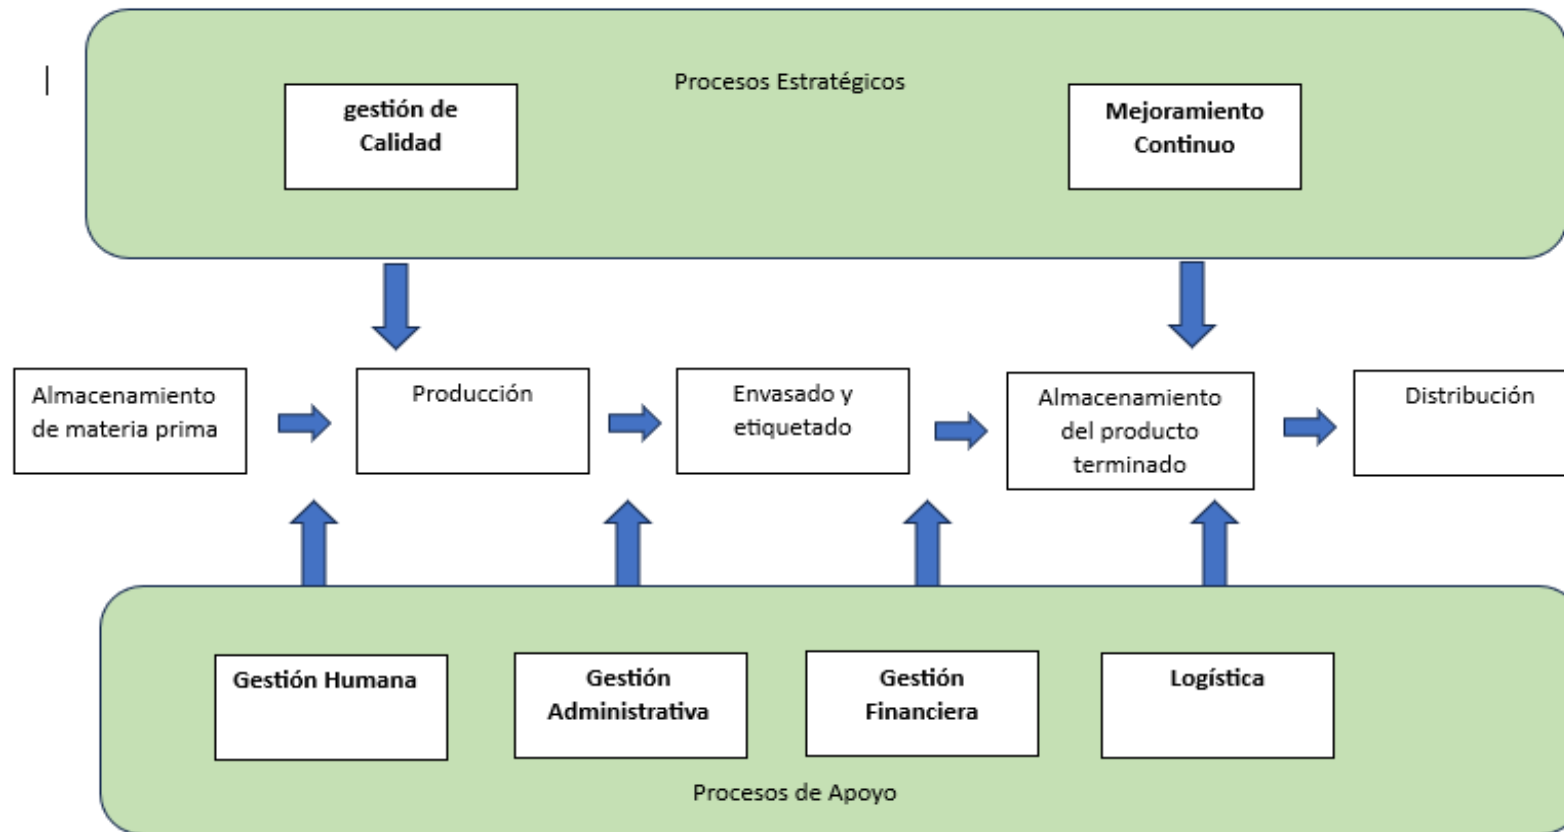 Procesos Estratégicos
gestión de
Calidad
Mejoramiento
Continuo
Almacenamiento
de materia prima
Producción
Envasado y
etiquetado
Almacenamiento
del producto
terminado
Distribución
Gestión Humana
Gestión
Administrativa
Gestión
Financiera
Logística
Procesos de Apoyo